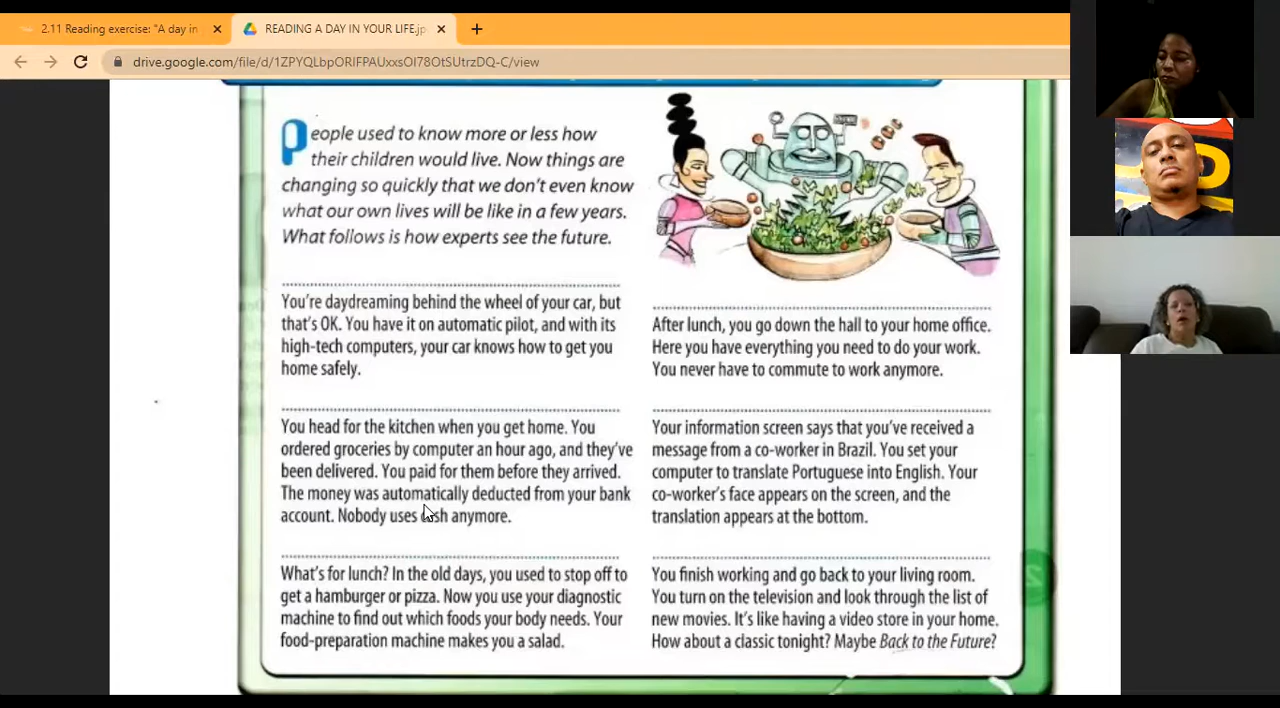 2.11 Reading exercise: "A day in
READING A DAY IN YOUR LIFE.jp
drive.google.com/file/d/1ZPYQLbpORIFPAUxxsOI78OtSUtrzDQ-C/view
People used to know more or less how
their children would live. Now things are
changing so quickly that we don't even know
what our own lives will be like in a few years.
What follows is how experts see the future.
You're daydreaming behind the wheel of your car, but
that's OK. You have it on automatic pilot, and with its
high-tech computers, your car knows how to get you
home safely.
You head for the kitchen when you get home. You
ordered groceries by computer an hour ago, and they've
been delivered. You paid for them before they arrived.
The money was automatically deducted from your bank
account. Nobody uses cash anymore.
What's for lunch? In the old days, you used to stop off to
get a hamburger or pizza. Now you use your diagnostic
machine to find out which foods your body needs. Your
food-preparation machine makes you a salad.
After lunch, you go down the hall to your home office.
Here you have everything you need to do your work.
You never have to commute to work anymore.
Your information screen says that you've received a
message from a co-worker in Brazil. You set your
computer to translate Portuguese into English. Your
co-worker's face appears on the screen, and the
translation appears at the bottom.
You finish working and go back to your living room.
You turn on the television and look through the list of
new movies. It's like having a video store in your home.
How about a classic tonight? Maybe Back to the Future?